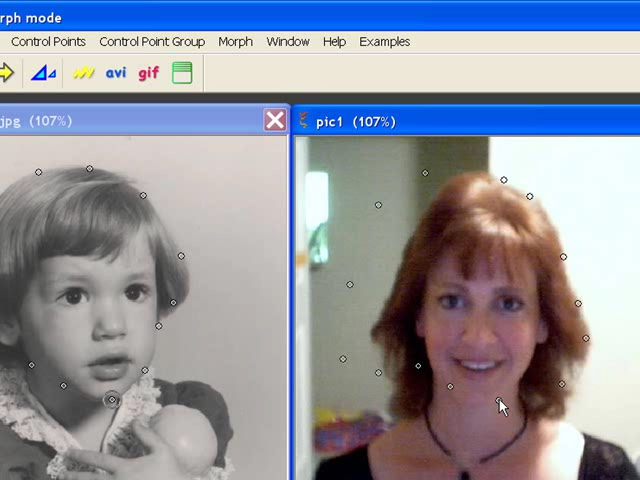 rph mode
Control Points Control Point Group Morph Window Help Examples
avi gif
jpg (107%)
pic1 (107%)